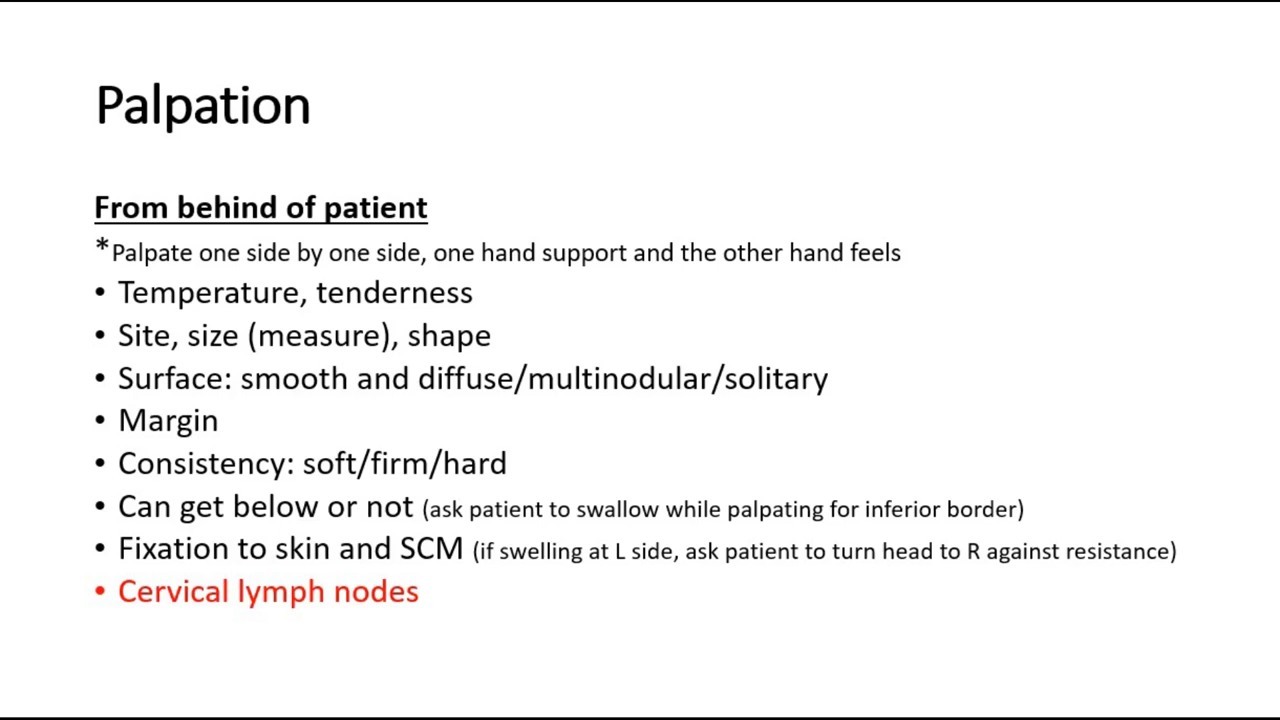 Palpation
From behind of patient
*Palpate one side by one side, one hand support and the other hand feels
• Temperature, tenderness
• Site, size (measure), shape
• Surface: smooth and diffuse/multinodular/solitary
• Margin
• Consistency: soft/firm/hard
• Can get below or not (ask patient to swallow while palpating for inferior border)
• Fixation to skin and SCM (if swelling at L side, ask patient to turn head to R against resistance)
• Cervical lymph nodes